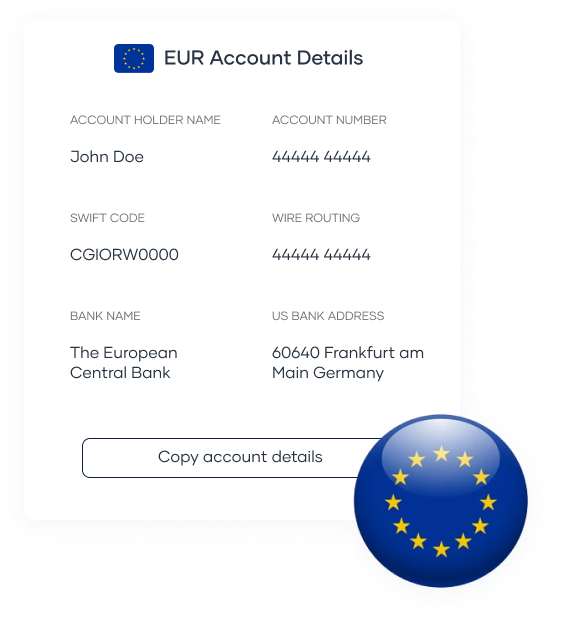 EUR Account Details
ACCOUNT HOLDER NAME
ACCOUNT NUMBER
John Doe
44444 44444
SWIFT CODE
WIRE ROUTING
CGIORW0000
44444 44444
BANK NAME
US BANK ADDRESS
The European
Central Bank
60640 Frankfurt am
Main Germany
Copy account details